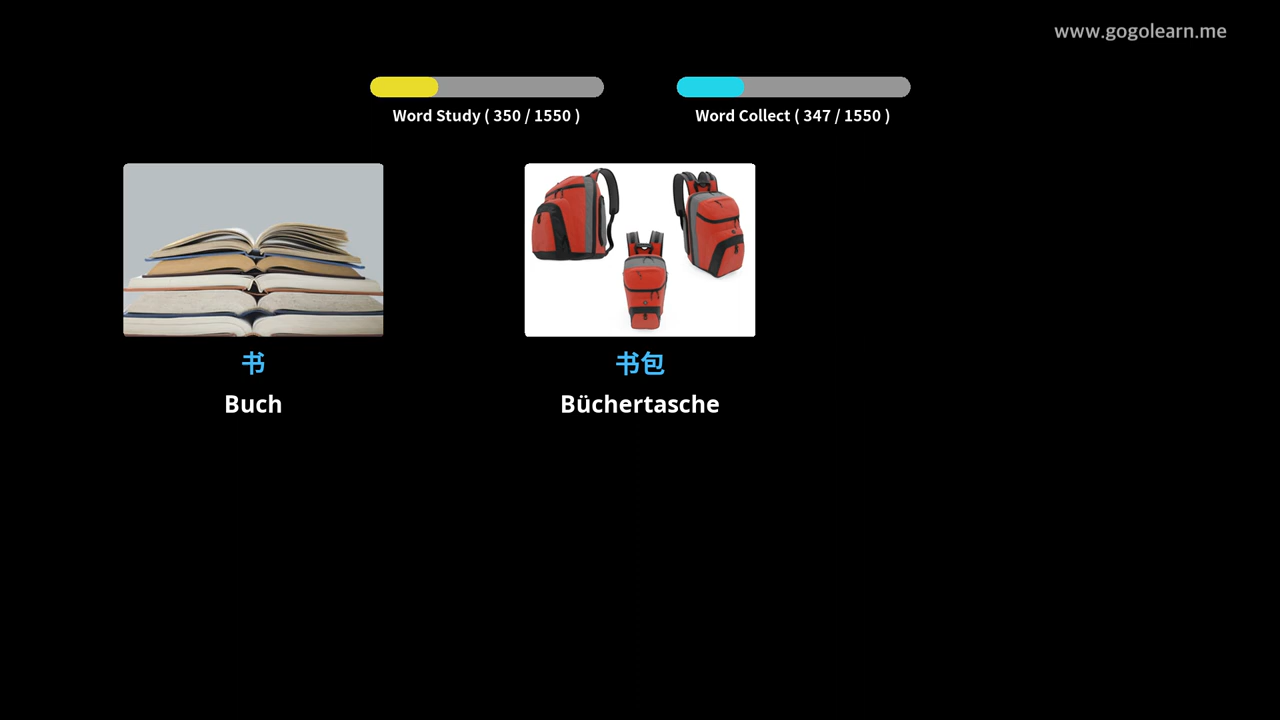 www.gogolearn.me
Word Study ( 350 / 1550 )
Word Collect ( 347 / 1550 )
书
Buch
书包
Büchertasche